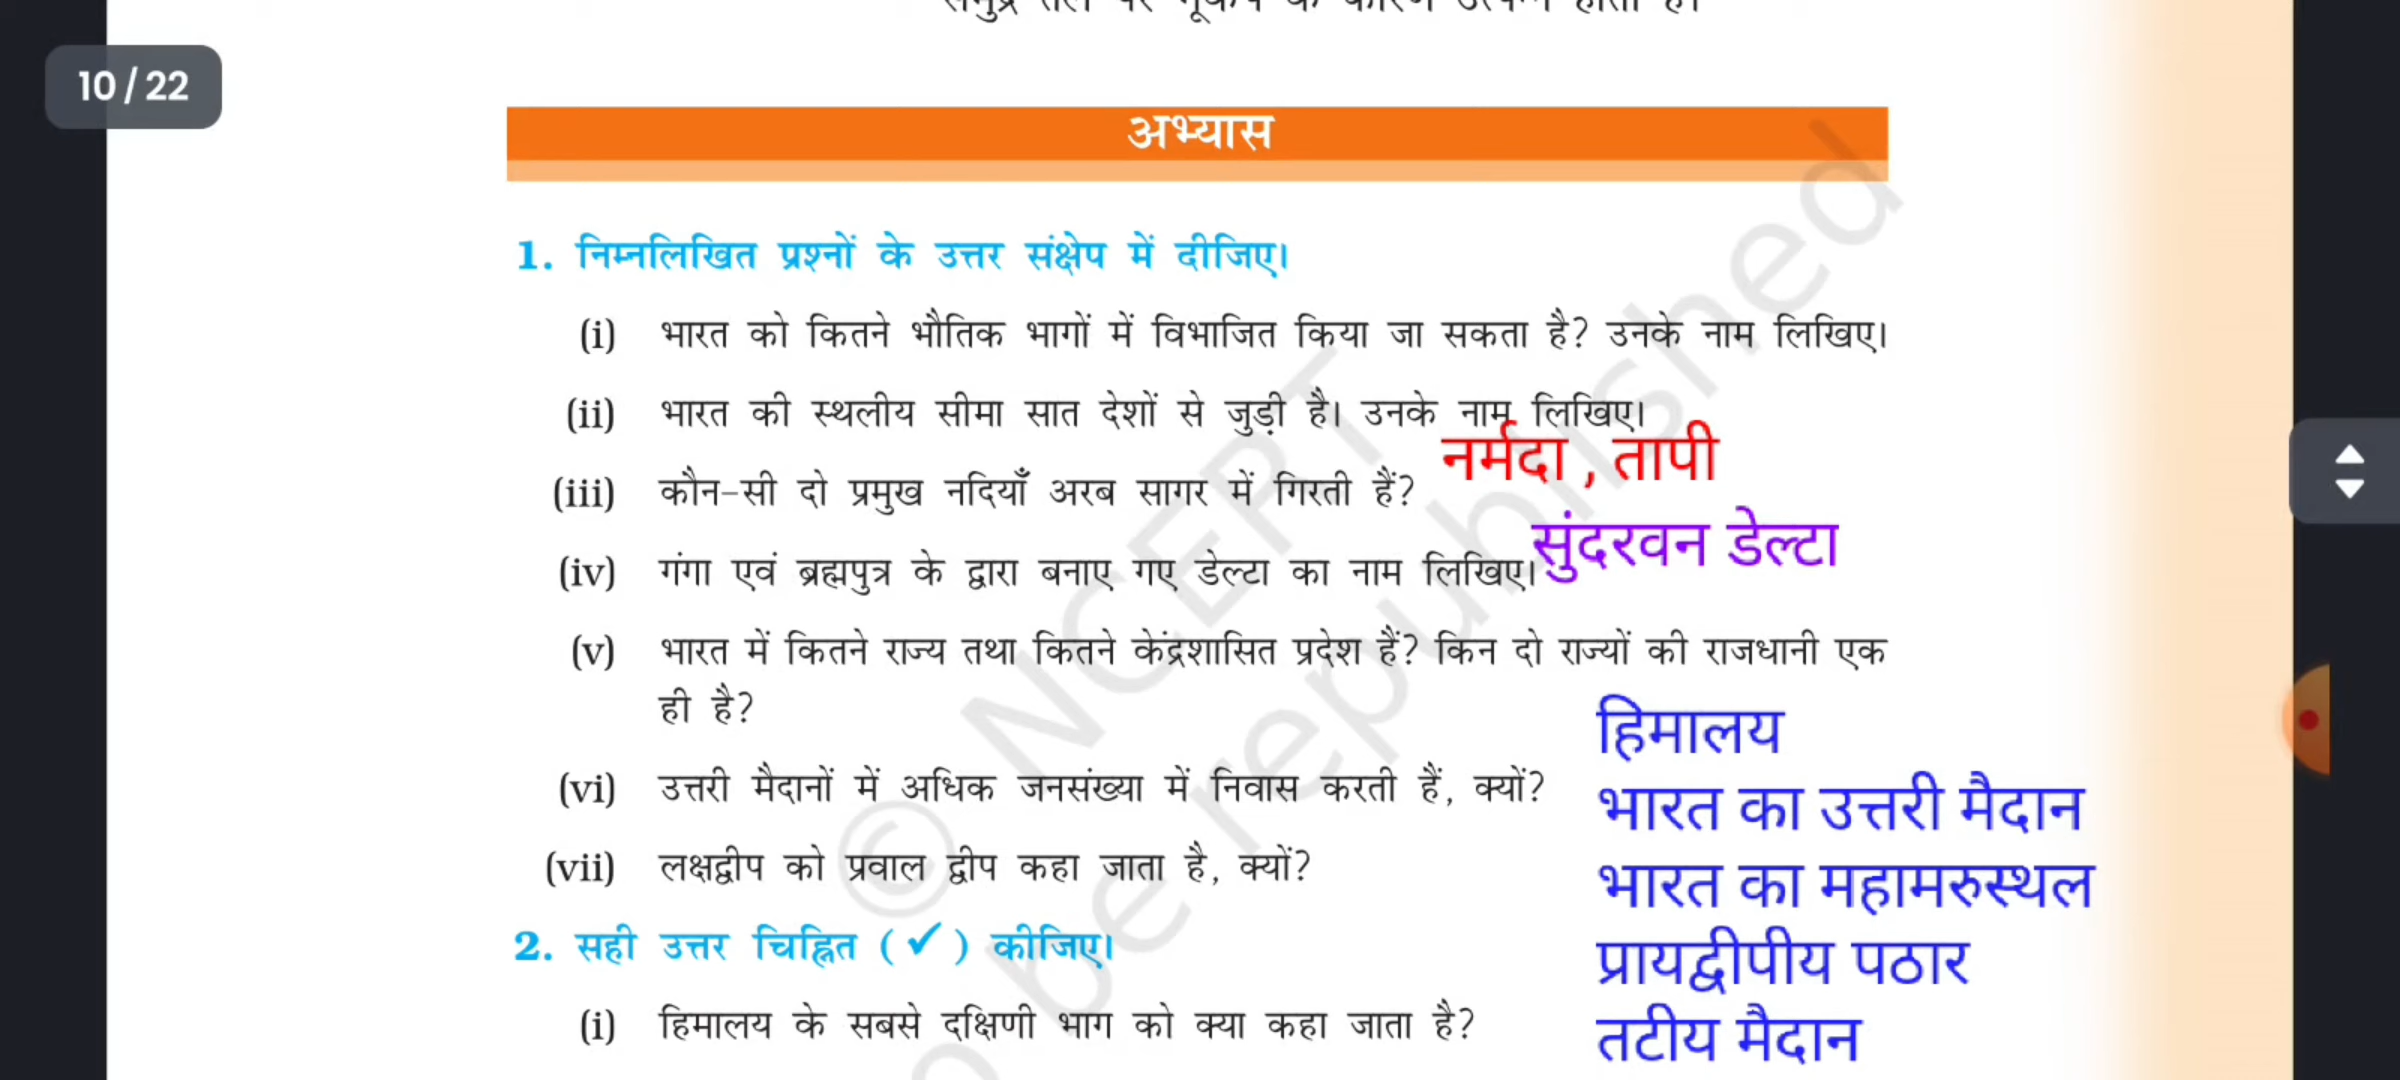 10 / 22
अभ्यास
1. निम्नलिखित प्रश्नों के उत्तर संक्षेप में दीजिए।
(i) भारत को कितने भौतिक भागों में विभाजित किया जा सकता है? उनके नाम लिखिए।
(ii) भारत की स्थलीय सीमा सात देशों से जुड़ी है। उनके नाम लिखिए।
नर्मदा , तापी
(iii) कौन-सी दो प्रमुख नदियाँ अरब सागर में गिरती हैं?
सुंदरवन डेल्टा
(iv) गंगा एवं ब्रह्मपुत्र के द्वारा बनाए गए डेल्टा का नाम लिखिए।
(v) भारत में कितने राज्य तथा कितने केंद्रशासित प्रदेश हैं? किन दो राज्यों की राजधानी एक
ही है?
हिमालय
(vi) उत्तरी मैदानों में अधिक जनसंख्या में निवास करती हैं, क्यों?
भारत का उत्तरी मैदान
(vii) लक्षद्वीप को प्रवाल द्वीप कहा जाता है, क्यों?
भारत का महामरुस्थल
2. सही उत्तर चिह्नित (✓) कीजिए।
प्रायद्वीपीय पठार
(i) हिमालय के सबसे दक्षिणी भाग को क्या कहा जाता है?
तटीय मैदान
© NCERT
be republished